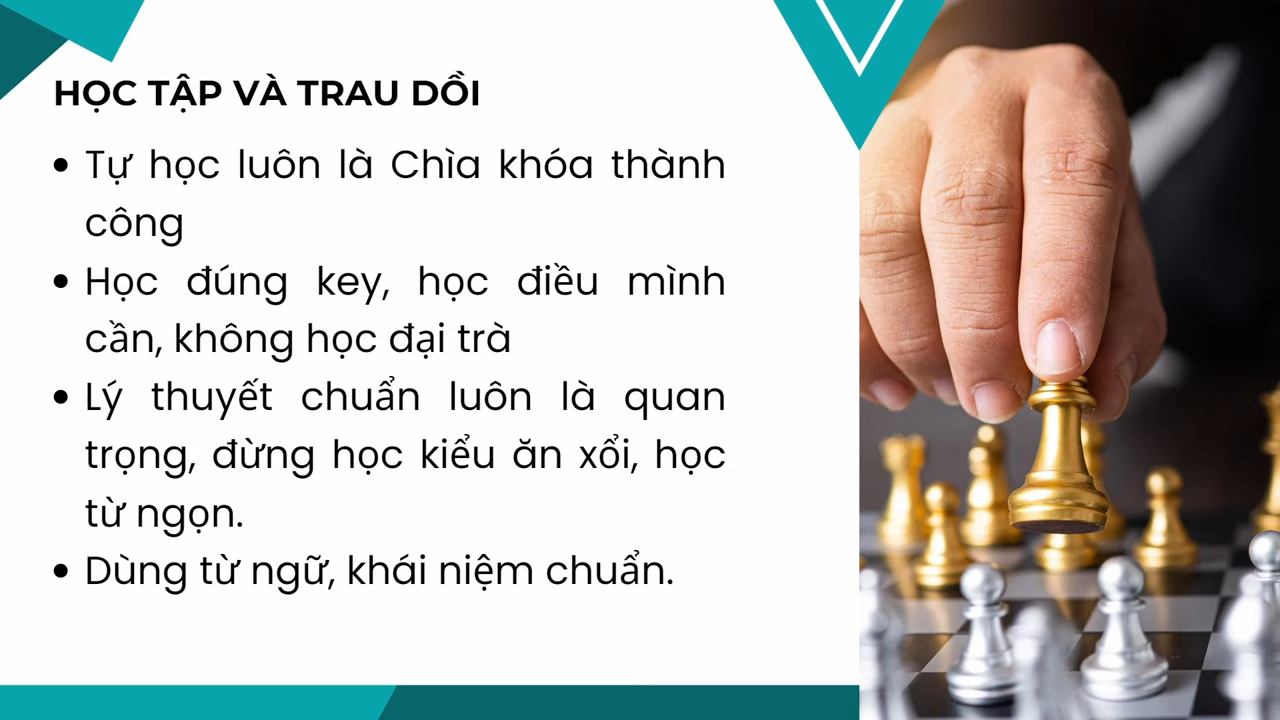 HỌC TẬP VÀ TRAU DỒI
• Tự học luôn là Chìa khóa thành
công
• Học đúng key, học điều mình
cần, không học đại trà
• Lý thuyết chuẩn luôn là quan
trọng, đừng học kiểu ăn xổi, học
từ ngọn.
• Dùng từ ngữ, khái niệm chuẩn.